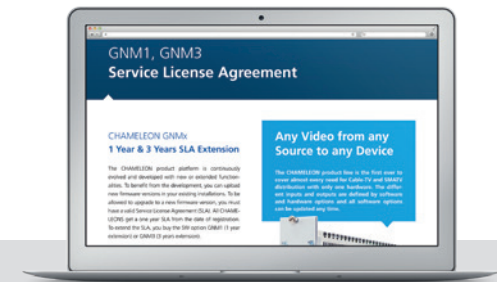 GNM1, GNM3
Service License Agreement
CHAMELEON GNMx
1 Year & 3 Years SLA Extension
The CHAMELEON product platform is continuously
evolved and developed with new or extended function-
alities. To benefit from the development, you can upload
new firmware versions in your existing installations. To be
allowed to upgrade to a new firmware version, you must
have a valid Service License Agreement (SLA). All CHAME-
LEONS get a one year SLA from the date of registration.
To extend the SLA, you buy the SW option GNM1 (1 year
extension) or GNM3 (3 years extension).
Any Video from any
Source to any Device
The CHAMELEON product line is the first ever to
cover almost every need for Cable TV and SMATV
distribution with only one hardware. The differ-
ent inputs and outputs are defined by software
and hardware options and all software options
can be updated any time.